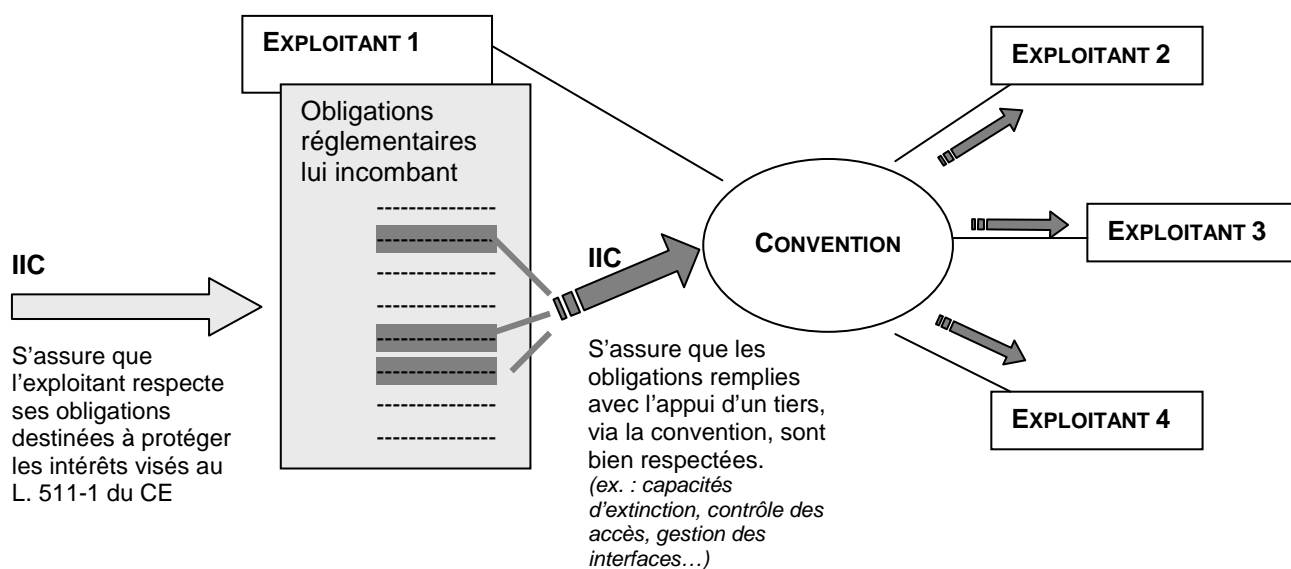 EXPLOITANT 1
EXPLOITANT 2
Obligations
réglementaires
lui incombant
EXPLOITANT 3
CONVENTION
IIC
IIC
S'assure que
l'exploitant respecte
ses obligations
destinées à protéger
les intérêts visés au
L. 511-1 du CE
S'assure que les
obligations remplies
avec l'appui d'un tiers,
via la convention, sont
bien respectées.
(ex. : capacités
d'extinction, contrôle des
accès, gestion des
interfaces…)
EXPLOITANT 4